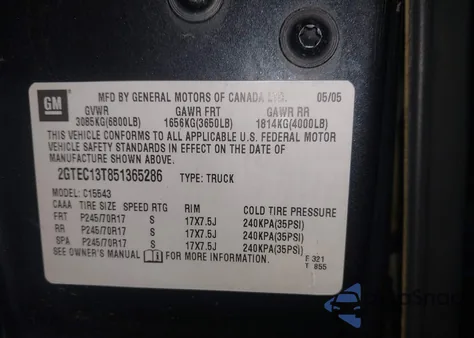 GM
MFD BY GENERAL MOTORS OF CANADA LTD. 05/05
GVWR GAWR FRT GAWR RR
3085KG(6800LB) 1656KG(3650LB) 1814KG(4000LB)
THIS VEHICLE CONFORMS TO ALL APPLICABLE U.S. FEDERAL MOTOR
VEHICLE SAFETY STANDARDS IN EFFECT ON THE DATE OF
MANUFACTURE SHOWN ABOVE.
2GTEC13T851365286 TYPE: TRUCK
MODEL: C15543
CAAA TIRE SIZE SPEED RTG RIM COLD TIRE PRESSURE
FRT P245/70R17 S 17X7.5J 240KPA(35PSI)
RR P245/70R17 S 17X7.5J 240KPA(35PSI)
SPA P245/70R17 S 17X7.5J 240KPA(35PSI)
SEE OWNER'S MANUAL FOR MORE INFORMATION. E 321
T 855